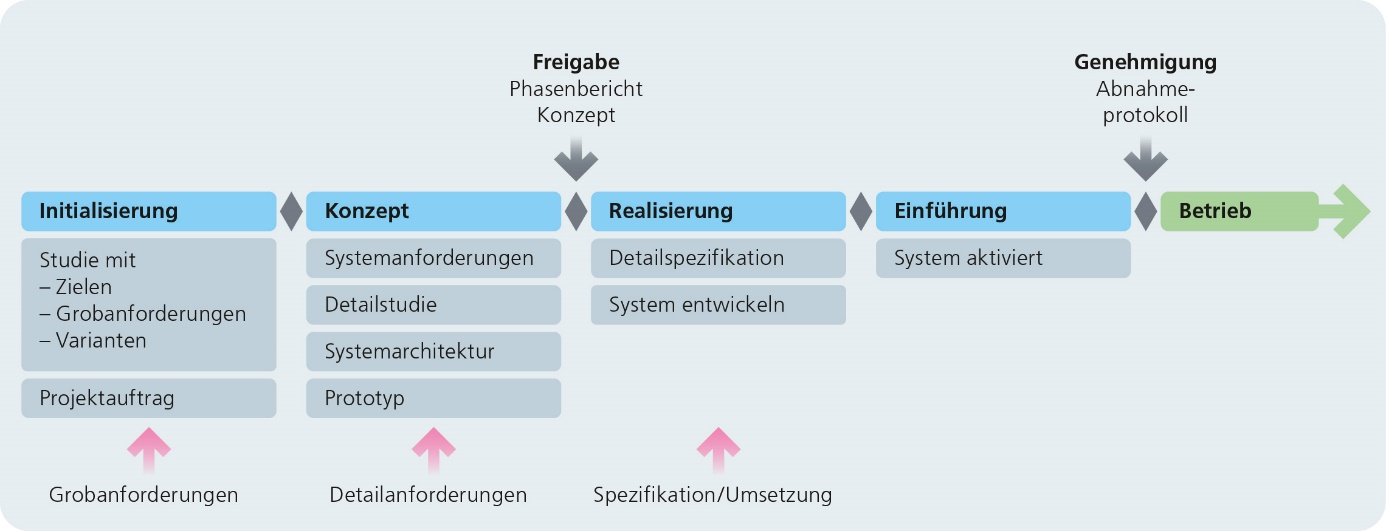 Freigabe
Phasenbericht
Konzept
Genehmigung
Abnahme-
protokoll
Initialisierung
Studie mit
– Zielen
– Grobanforderungen
– Varianten
Projektauftrag
Konzept
Systemanforderungen
Detailstudie
Systemarchitektur
Prototyp
Realisierung
Detailspezifikation
System entwickeln
Einführung
System aktiviert
Betrieb
Grobanforderungen
Detailanforderungen
Spezifikation/Umsetzung